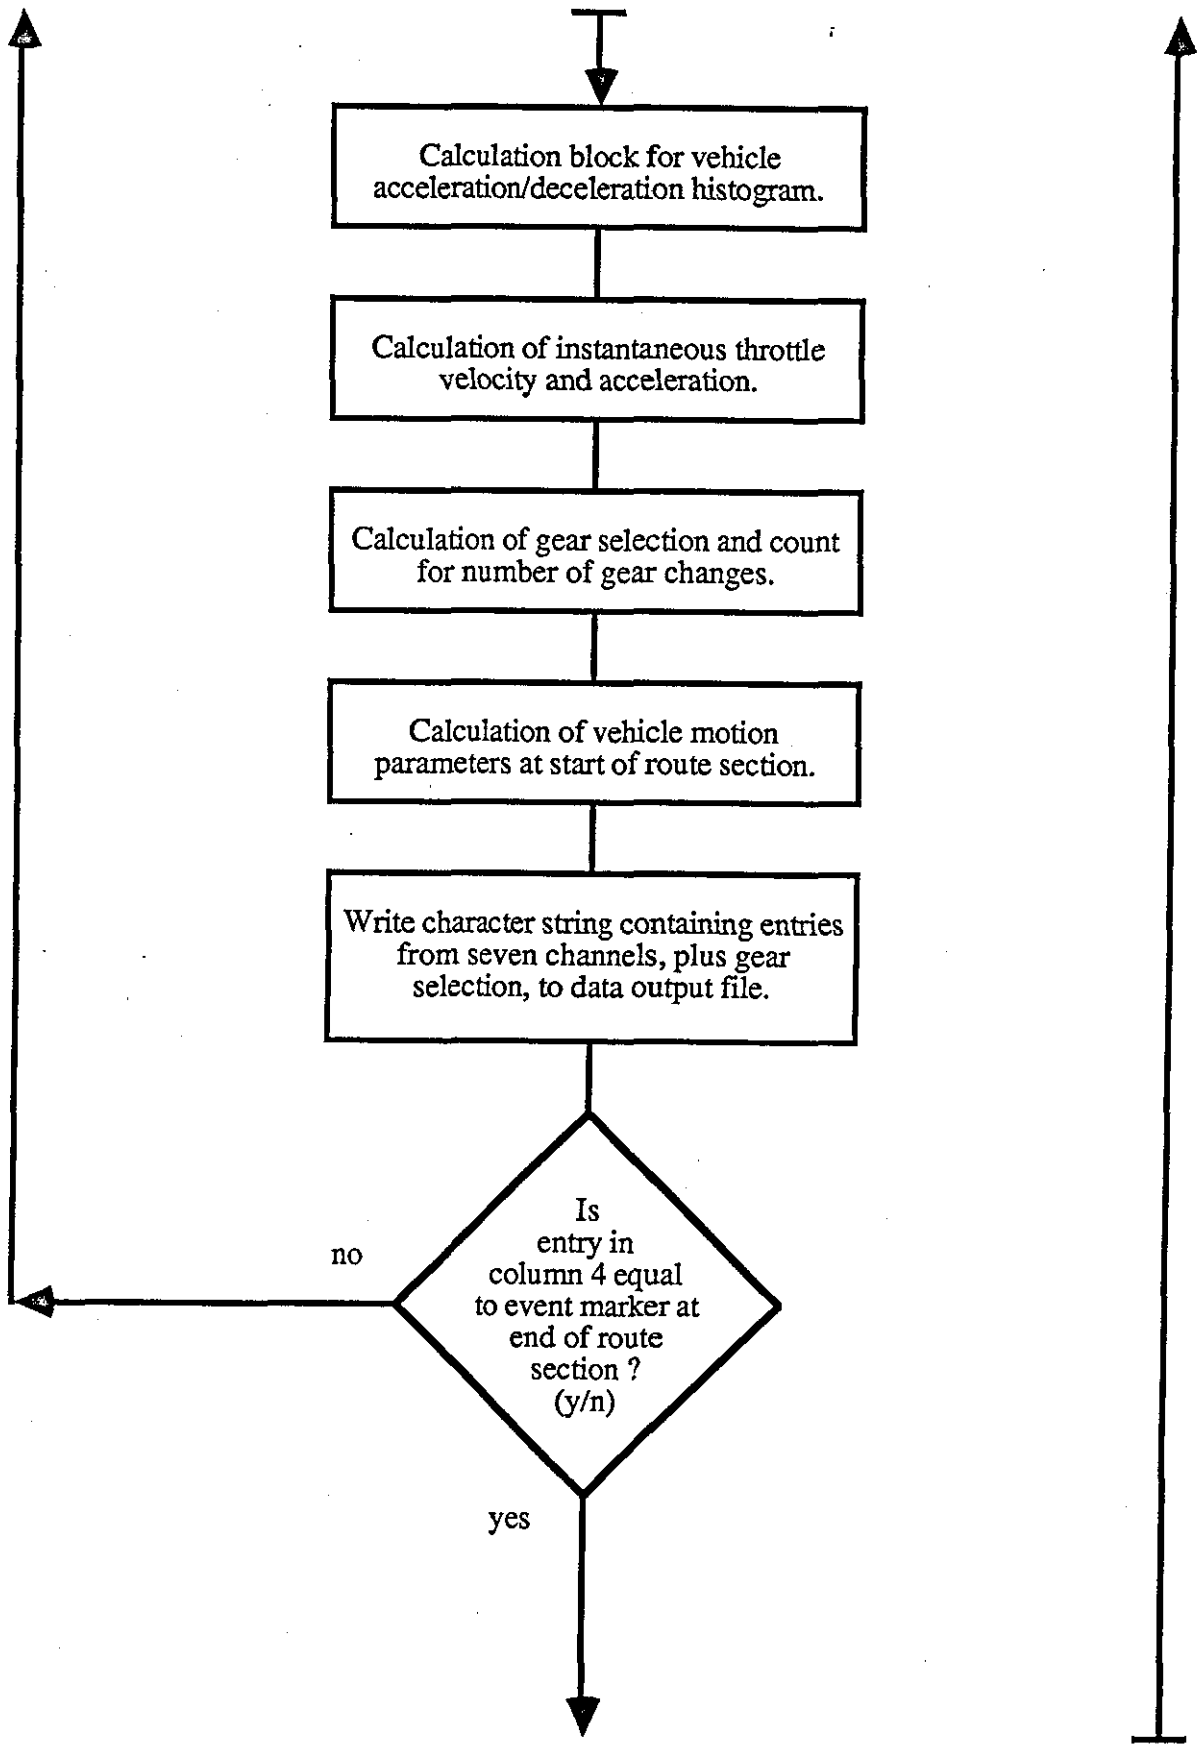 Calculation block for vehicle
acceleration/deceleration histogram.
Calculation of instantaneous throttle
velocity and acceleration.
Calculation of gear selection and count
for number of gear changes.
Calculation of vehicle motion
parameters at start of route section.
Write character string containing entries
from seven channels, plus gear
selection, to data output file.
Is
entry in
column 4 equal
to event marker at
end of route
section ?
(y/n)
no
yes